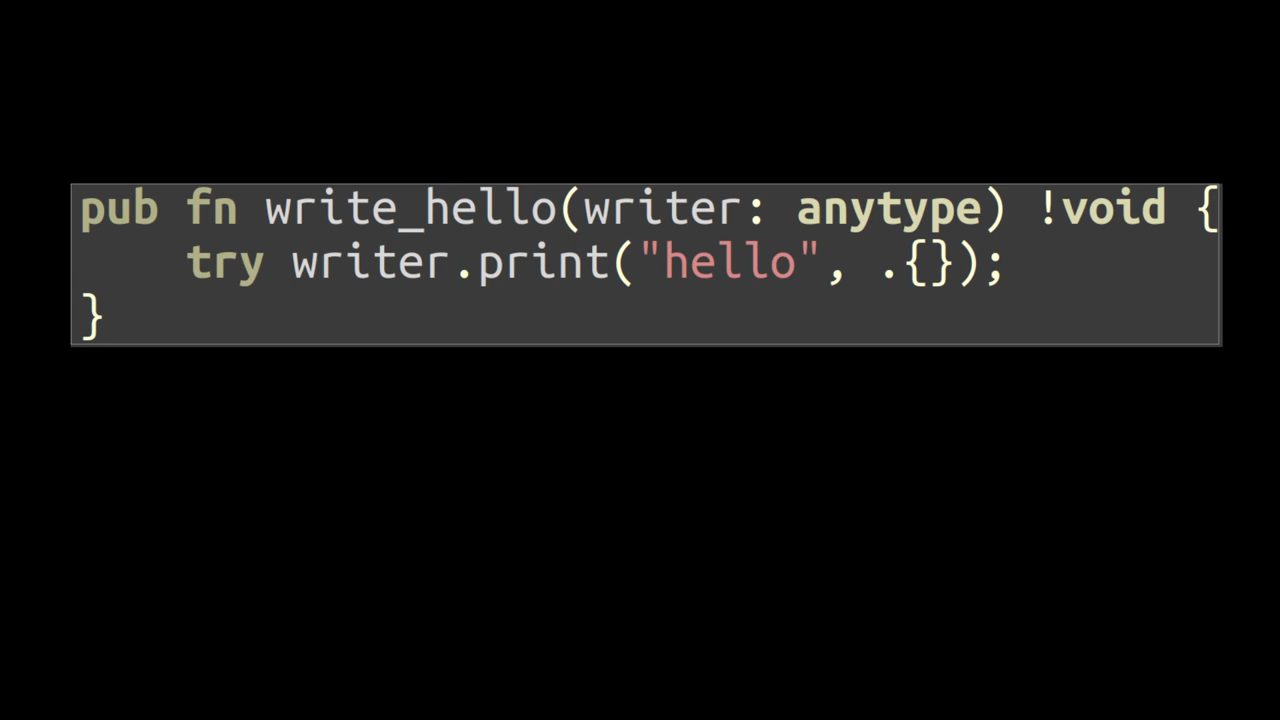 pub fn write_hello(writer: anytype) !void {
    try writer.print("hello", .{});
}